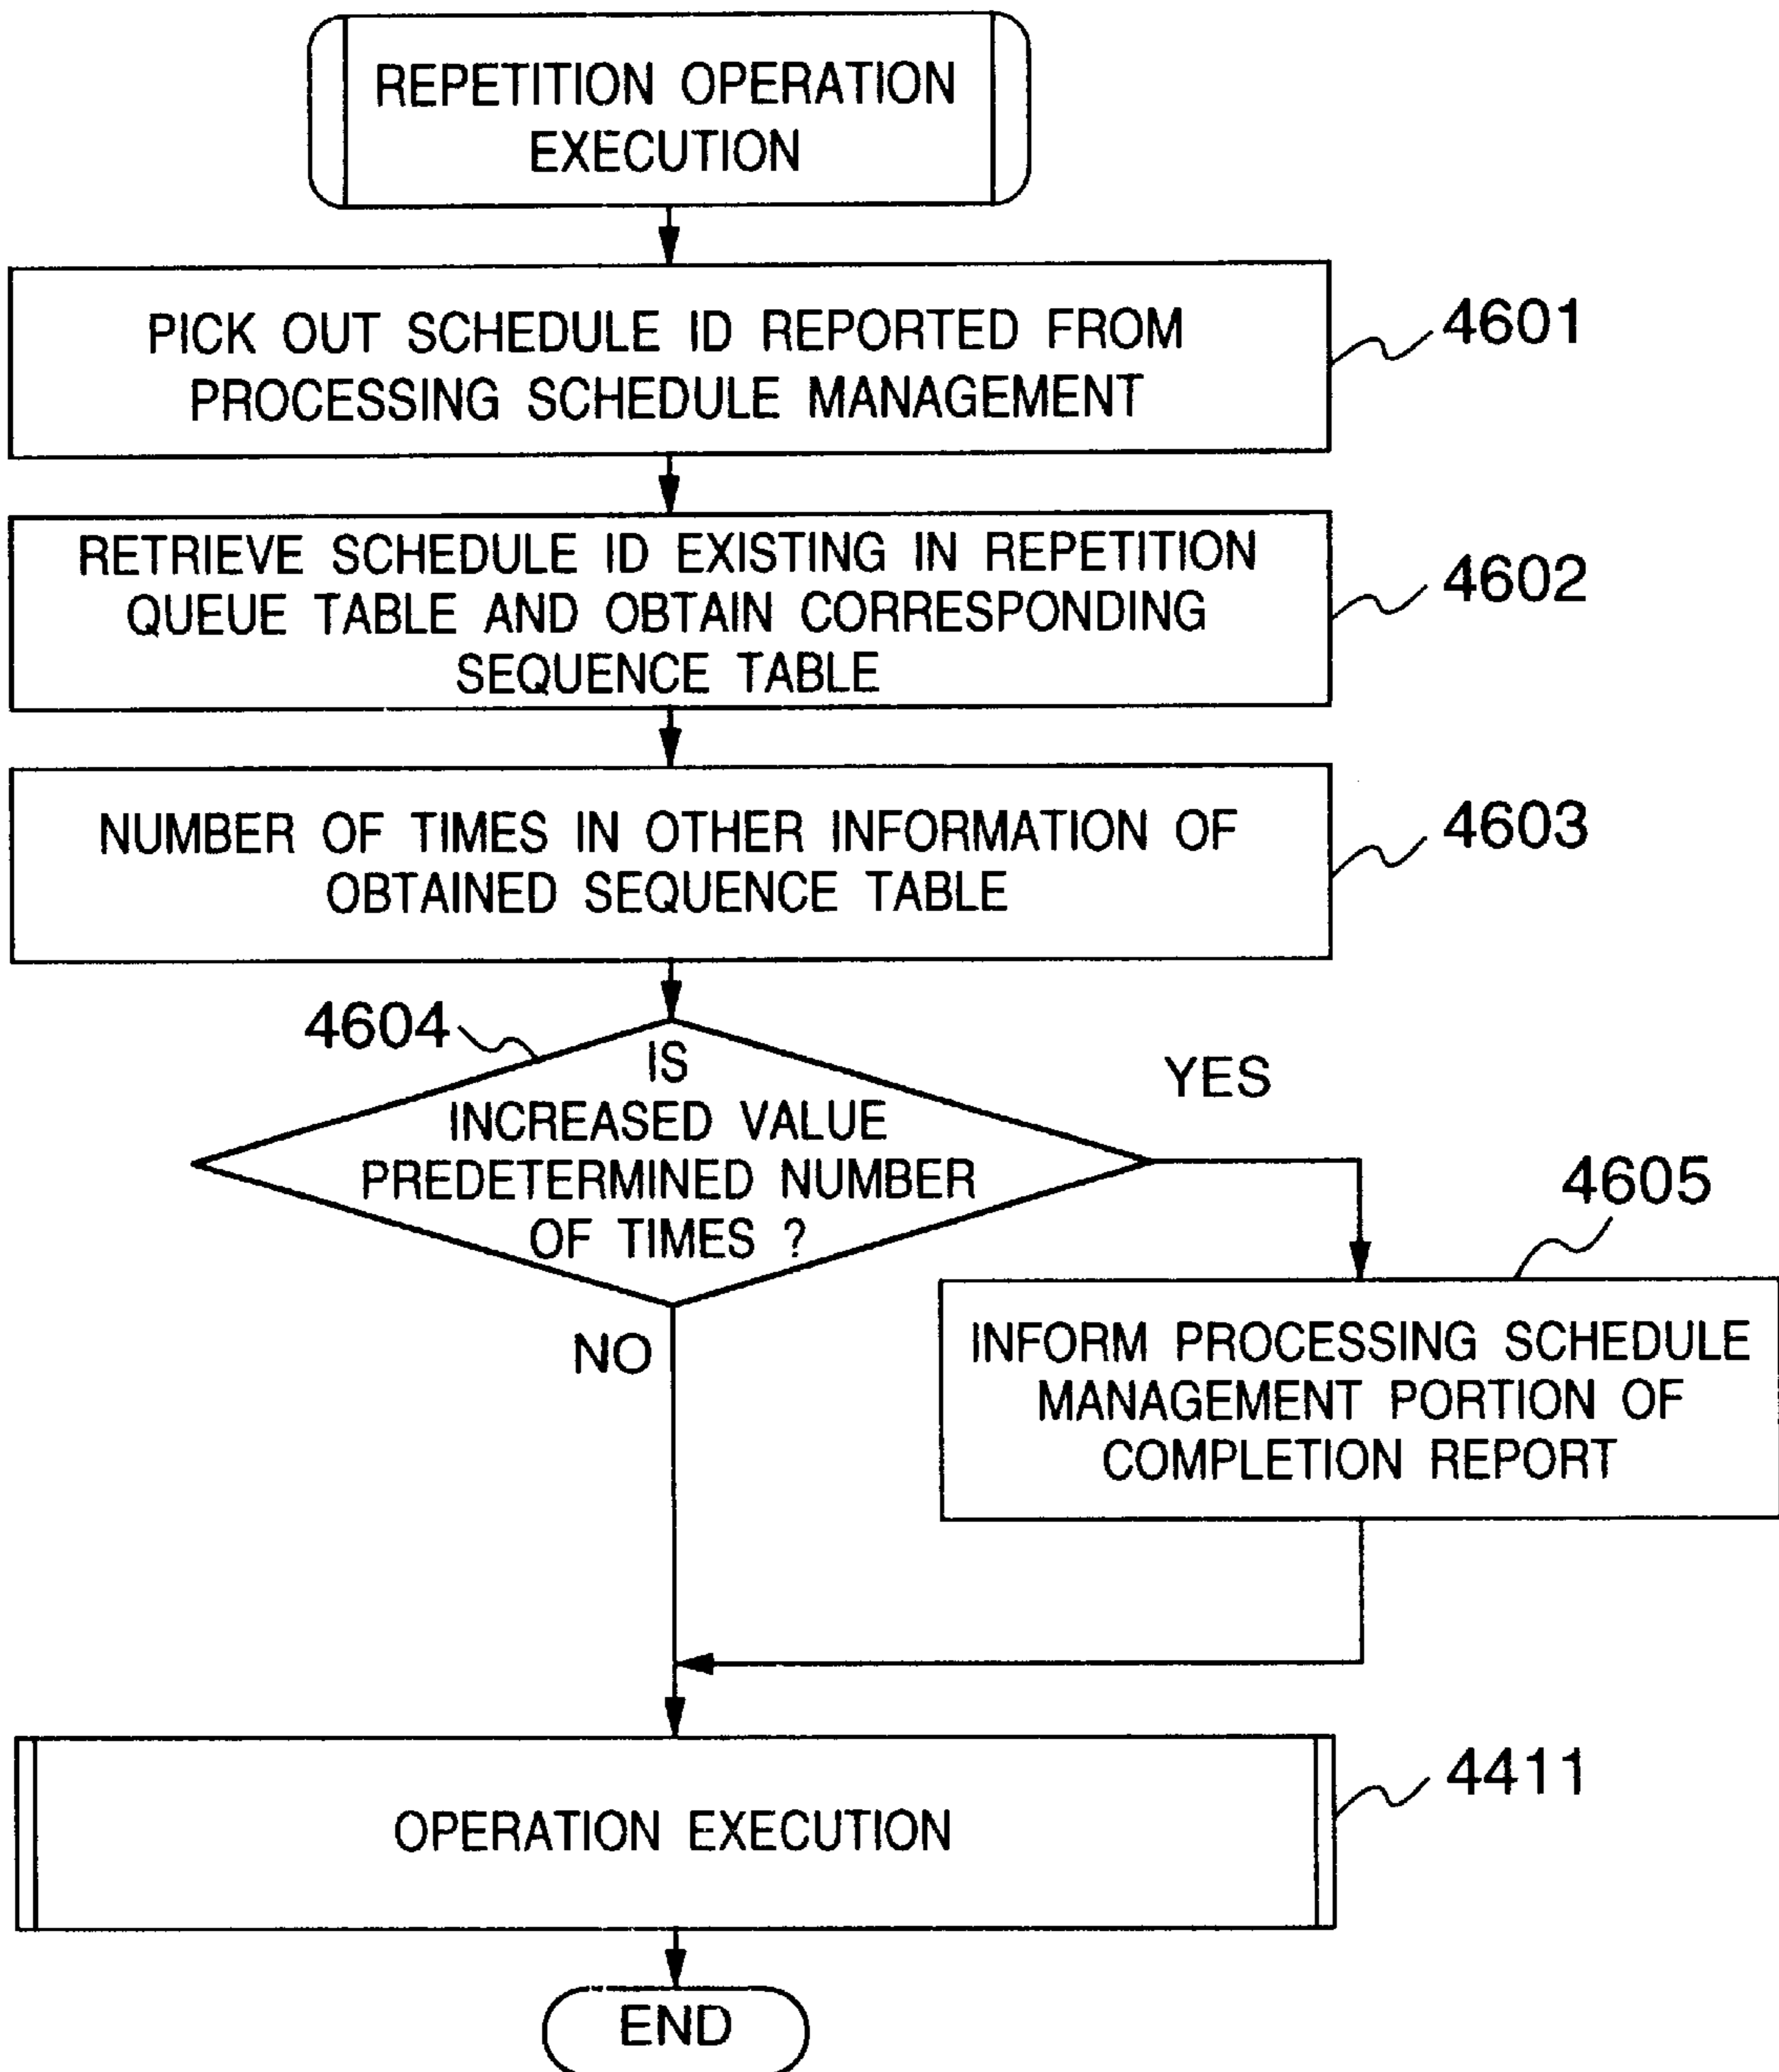 REPETITION OPERATION
EXECUTION
PICK OUT SCHEDULE ID REPORTED FROM
PROCESSING SCHEDULE MANAGEMENT
4601
RETRIEVE SCHEDULE ID EXISTING IN REPETITION
QUEUE TABLE AND OBTAIN CORRESPONDING
SEQUENCE TABLE
4602
NUMBER OF TIMES IN OTHER INFORMATION OF
OBTAINED SEQUENCE TABLE
4603
4604
IS
INCREASED VALUE
PREDETERMINED NUMBER
OF TIMES ?
YES
NO
4605
INFORM PROCESSING SCHEDULE
MANAGEMENT PORTION OF
COMPLETION REPORT
OPERATION EXECUTION
4411
END